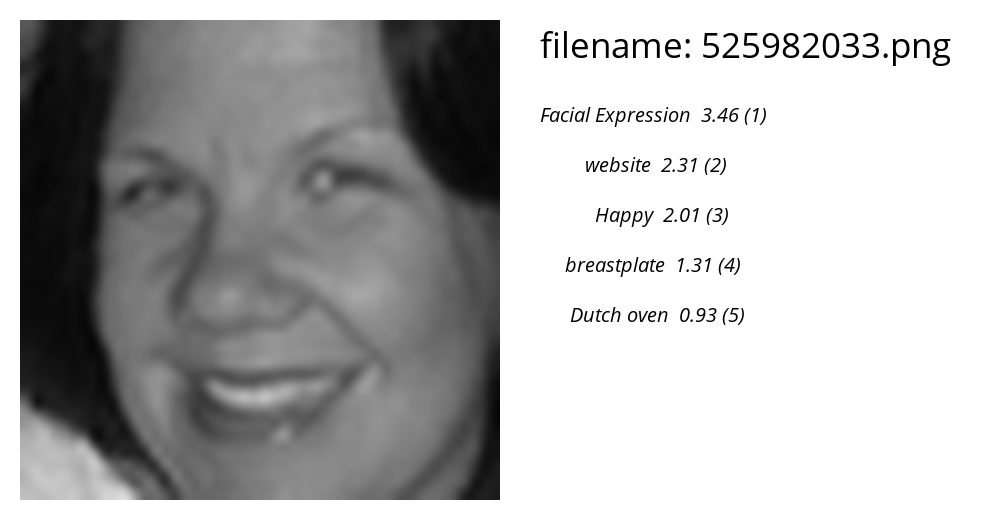 filename: 525982033.png
Facial Expression 3.46 (1)
website 2.31 (2)
Happy 2.01 (3)
breastplate 1.31 (4)
Dutch oven 0.93 (5)